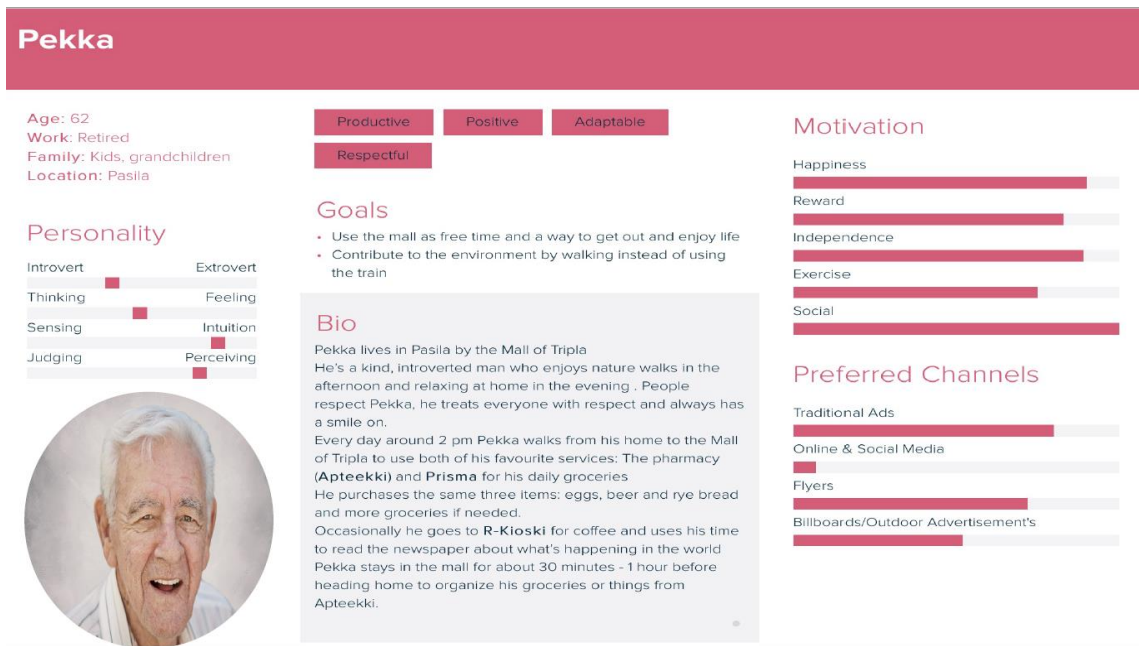 Pekka
Age: 62
Work: Retired
Family: Kids, grandchildren
Location: Pasila
Personality
Introvert Extrovert
Thinking Feeling
Sensing Intuition
Judging Perceiving
Productive Positive Adaptable
Respectful
Goals
• Use the mall as free time and a way to get out and enjoy life
• Contribute to the environment by walking instead of using
the train
Bio
Pekka lives in Pasila by the Mall of Tripla
He's a kind, introverted man who enjoys nature walks in the
afternoon and relaxing at home in the evening . People
respect Pekka, he treats everyone with respect and always has
a smile on.
Every day around 2 pm Pekka walks from his home to the Mall
of Tripla to use both of his favourite services: The pharmacy
(Apteekki) and Prisma for his daily groceries
He purchases the same three items: eggs, beer and rye bread
and more groceries if needed.
Occasionally he goes to R-Kioski for coffee and uses his time
to read the newspaper about what's happening in the world
Pekka stays in the mall for about 30 minutes - 1 hour before
heading home to organize his groceries or things from
Apteekki.
Motivation
Happiness
Reward
Independence
Exercise
Social
Preferred Channels
Traditional Ads
Online & Social Media
Flyers
Billboards/Outdoor Advertisement's